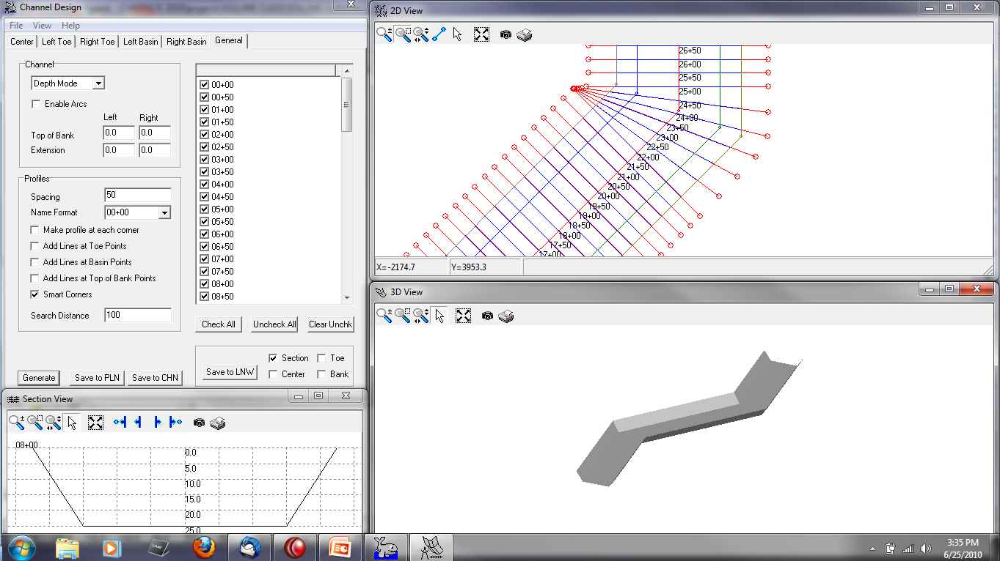 Channel Design
File View Help
Center Left Toe Right Toe Left Basin Right Basin General
Channel
Depth Mode
Enable Arcs
Left Right
Top of Bank 0.0 0.0
Extension 0.0 0.0
Profiles
Spacing 50
Name Format 00+00
Make profile at each corner
Add Lines at Toe Points
Add Lines at Basin Points
Add Lines at Top of Bank Points
Smart Corners
Search Distance 100
Generate Save to PLN Save to CHN
00+00
00+50
01+00
01+50
02+00
02+50
03+00
03+50
04+00
04+50
05+00
05+50
06+00
06+50
07+00
07+50
08+00
08+50
Check All Uncheck All Clear Unchk
Save to LNW
Section Toe
Center Bank
2D View
26+50
26+00
25+50
25+00
24+50
24+00
23+50
23+00
22+50
22+00
21+50
21+00
20+50
20+00
19+50
19+00
18+50
18+00
17+50
17+00
X=-2174.7 Y=3953.3
3D View
Section View
08+00
0.0
5.0
10.0
15.0
20.0
25.0
VAIO
3:35 PM
6/25/2010